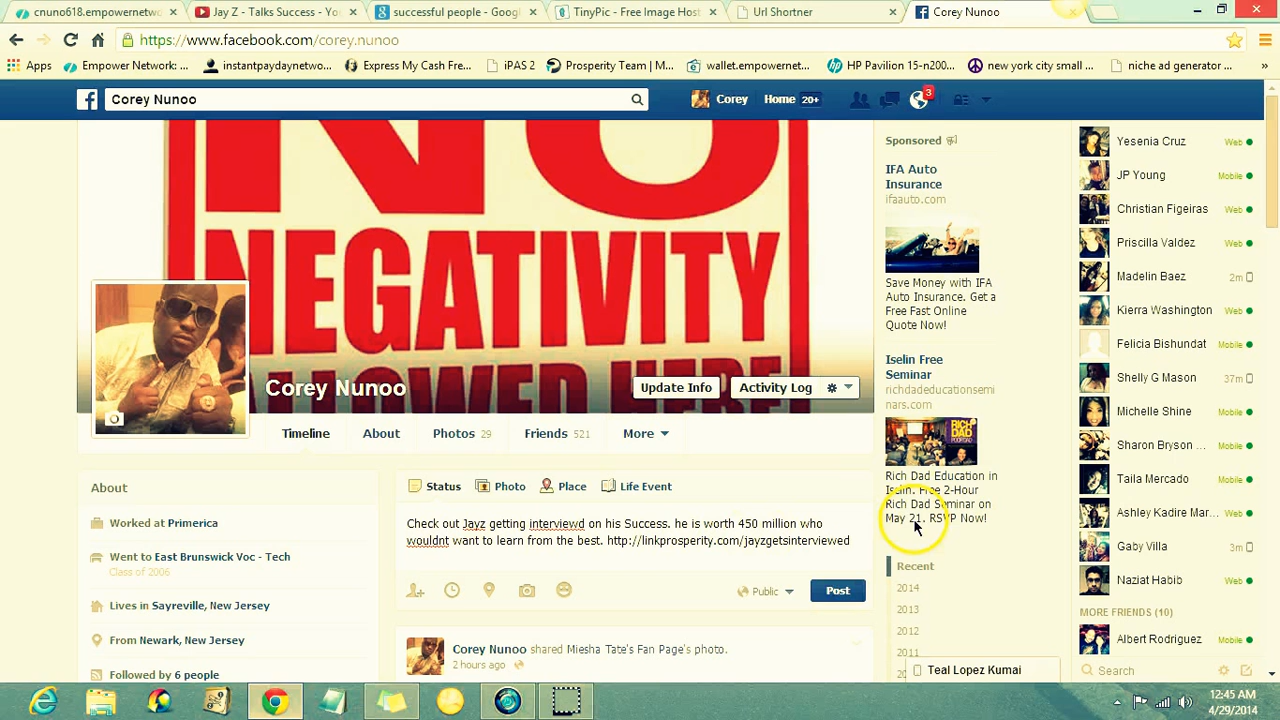 cnuno618.empowernetwo
Jay Z - Talks Success - Yo
successful people - Goog
TinyPic - Free Image Host
Url Shortner
Corey Nunoo
https://www.facebook.com/corey.nunoo
Apps
Empower Network: ...
instantpaydaynetwo...
Express My Cash Fre...
iPAS 2
Prosperity Team | M...
wallet.empowernet...
HP Pavilion 15-n200...
new york city small ...
niche ad generator ...
»
Corey Nunoo
Corey
Home 20+
3
NO
NEGATIVITY
ALLOWED HERE!
Corey Nunoo
Update Info
Activity Log
Timeline
About
Photos 29
Friends 521
More
About
Worked at Primerica
Went to East Brunswick Voc - Tech
Class of 2006
Lives in Sayreville, New Jersey
From Newark, New Jersey
Followed by 6 people
Status
Photo
Place
Life Event
Check out Jayz getting interviewd on his Success. he is worth 450 million who
wouldnt want to learn from the best. http://linkprosperity.com/jayzgetsinterviewed
Public
Post
Corey Nunoo shared Miesha Tate's Fan Page's photo.
2 hours ago
Sponsored
IFA Auto
Insurance
ifaauto.com
Save Money with IFA
Auto Insurance. Get a
Free Fast Online
Quote Now!
Iselin Free
Seminar
richdadeducationsemi
nars.com
RICH
DAD
Rich Dad Education in
Iselin. Free 2-Hour
Rich Dad Seminar on
May 21. RSVP Now!
Recent
2014
2013
2012
2011
Teal Lopez Kumai
Yesenia Cruz Web
JP Young Mobile
Christian Figeiras Web
Priscilla Valdez Web
Madelin Baez 2m
Kierra Washington Web
Felicia Bishundat Mobile
Shelly G Mason 37m
Michelle Shine Mobile
Sharon Bryson ... Mobile
Taila Mercado Mobile
Ashley Kadire Mar... Web
Gaby Villa 3m
Naziat Habib Web
MORE FRIENDS (10)
Albert Rodriguez Mobile
Search
12:45 AM
4/29/2014